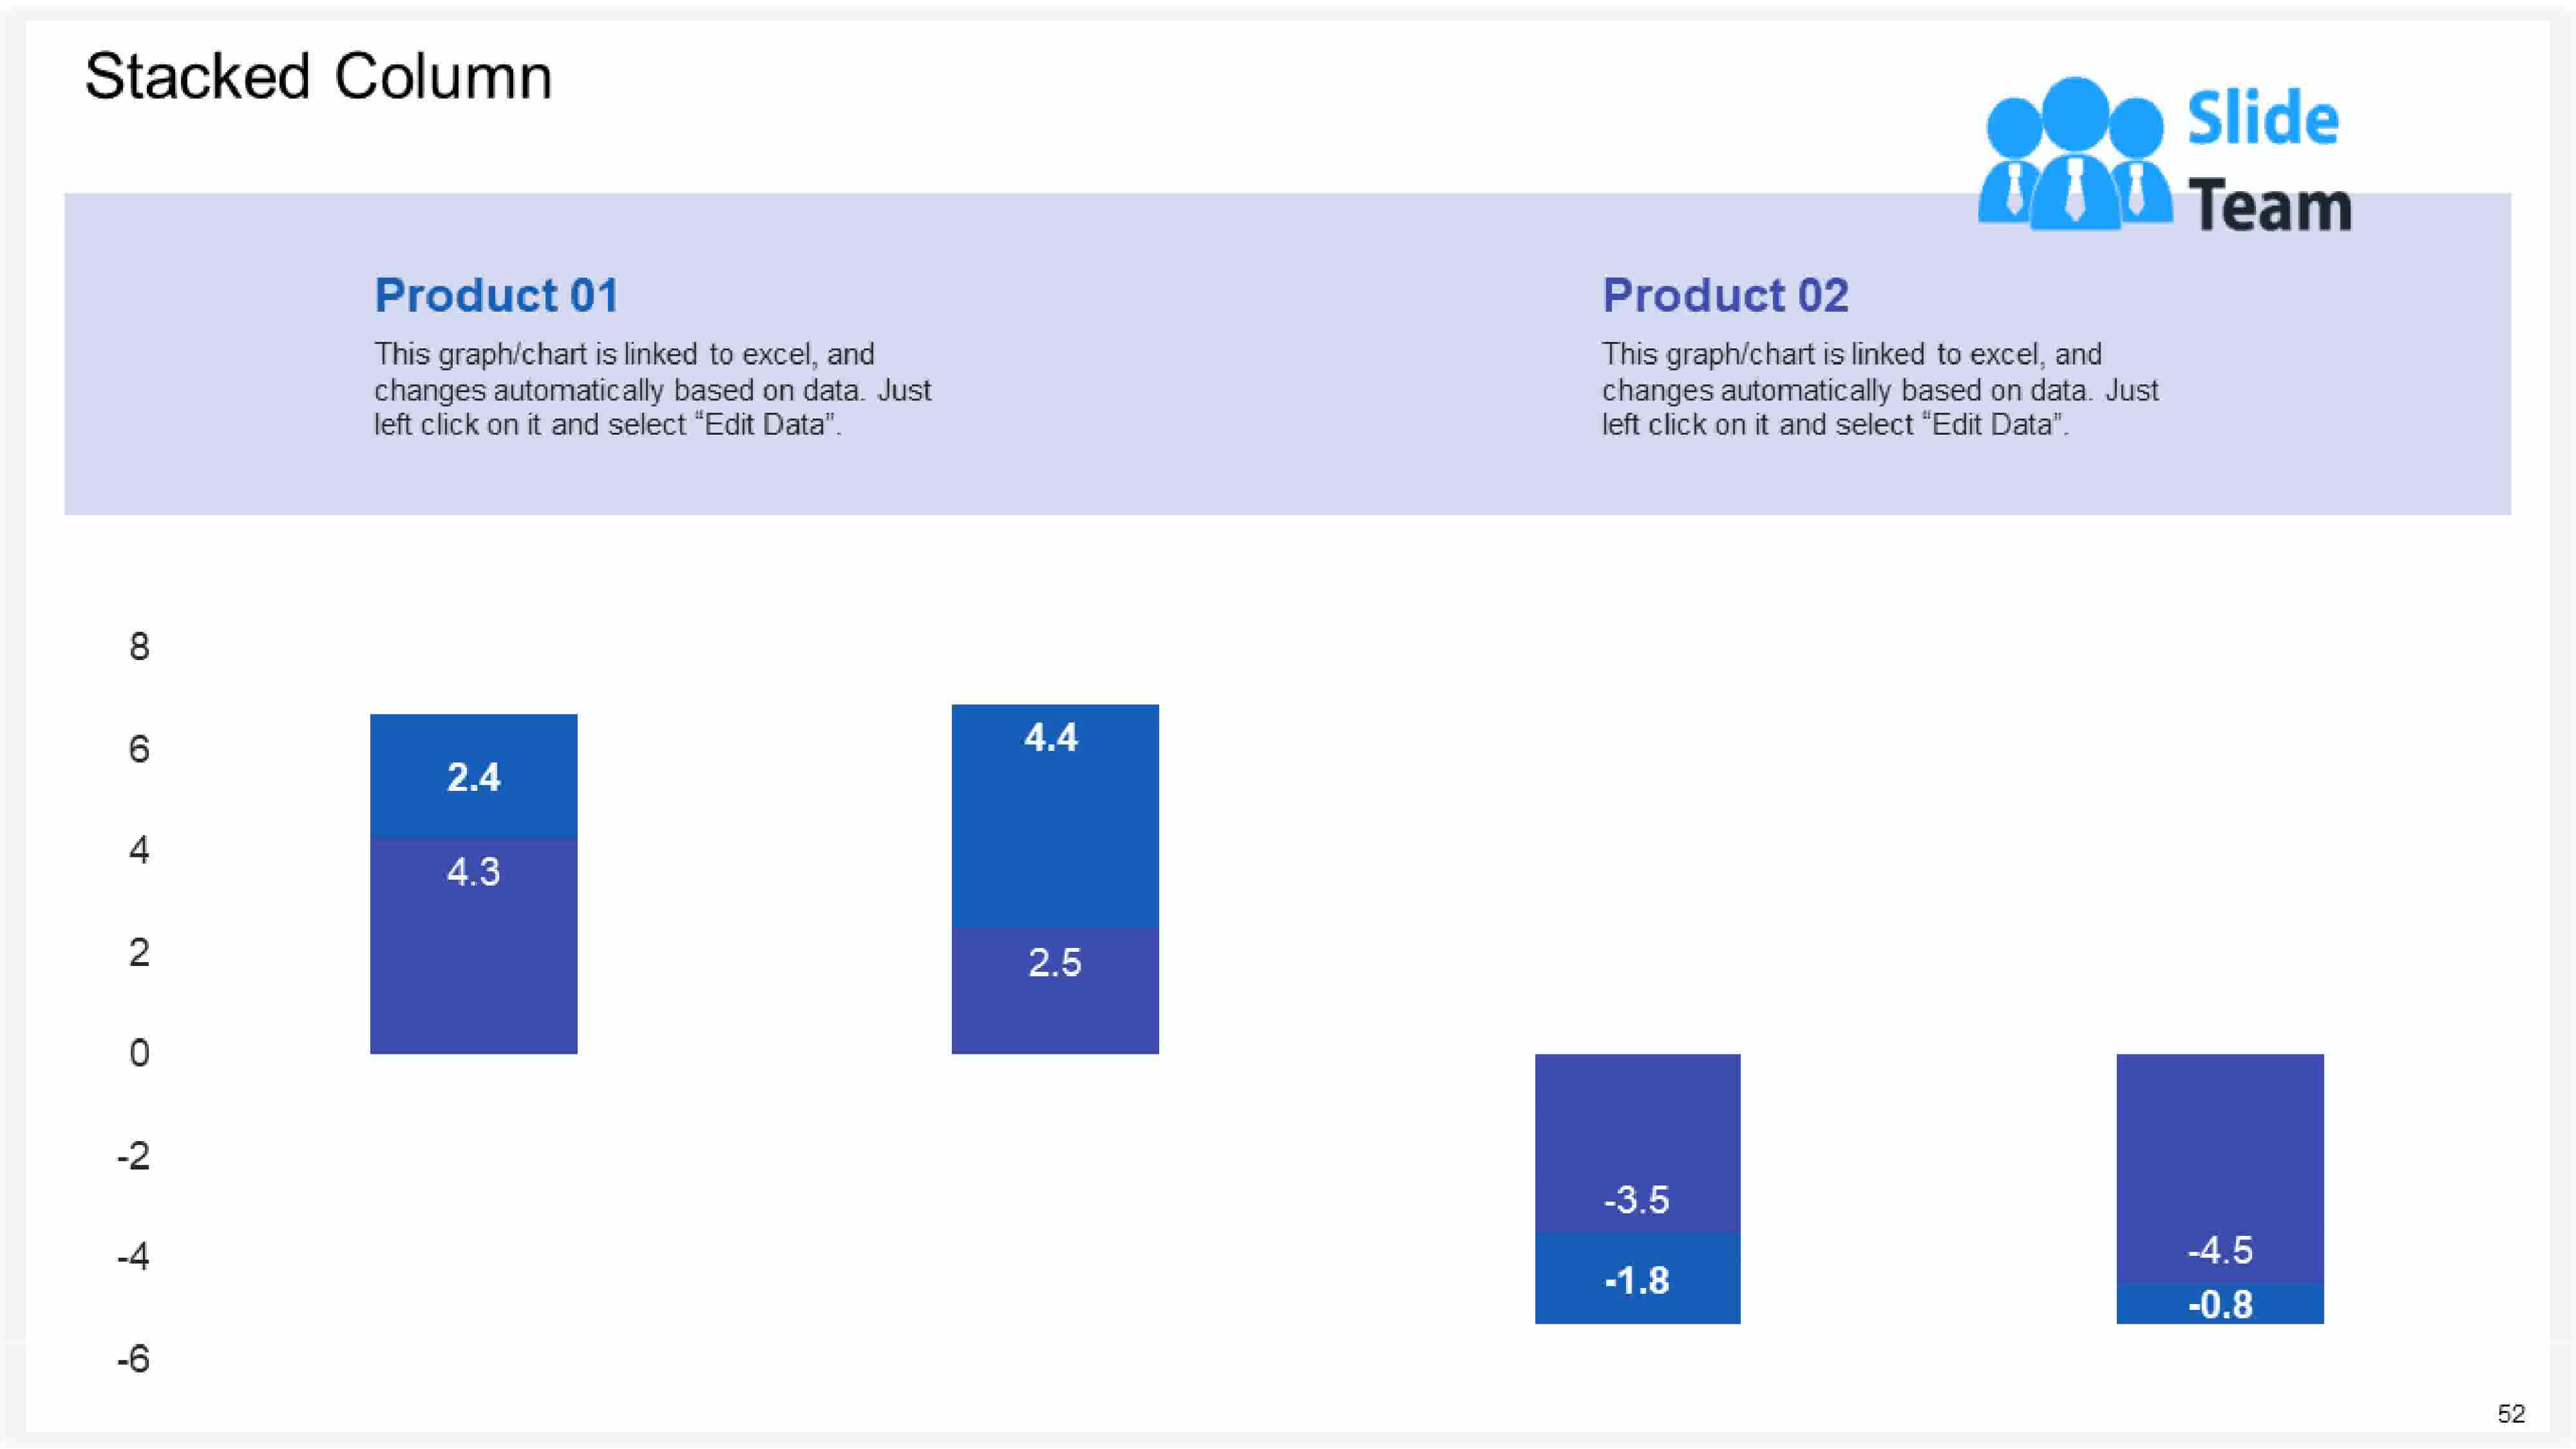 Stacked Column
Slide
Team
Product 01
This graph/chart is linked to excel, and
changes automatically based on data. Just
left click on it and select “Edit Data”.
Product 02
This graph/chart is linked to excel, and
changes automatically based on data. Just
left click on it and select “Edit Data”.
8
6
4
2
0
-2
-4
-6
2.4
4.3
4.4
2.5
-3.5
-1.8
-4.5
-0.8
52